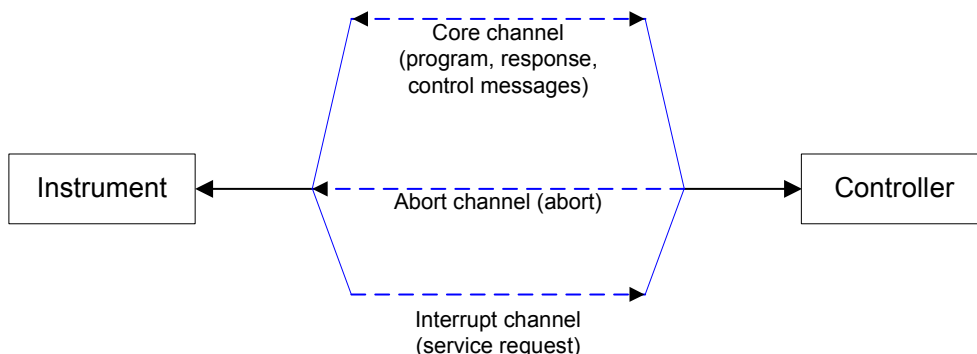 Core channel
(program, response,
control messages)
Instrument
Controller
Abort channel (abort)
Interrupt channel
(service request)